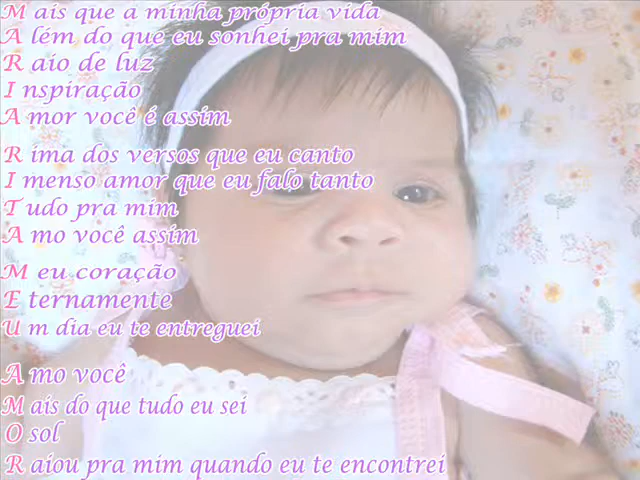 M ais que a minha própria vida
A lém do que eu sonhei pra mim
R aio de luz
I nspiração
A mor você é assim
R ima dos versos que eu canto
I menso amor que eu falo tanto
T udo pra mim
A mo você assim
M eu coração
E ternamente
U m dia eu te entreguei
A mo você
M ais do que tudo eu sei
O sol
R aiou pra mim quando eu te encontrei